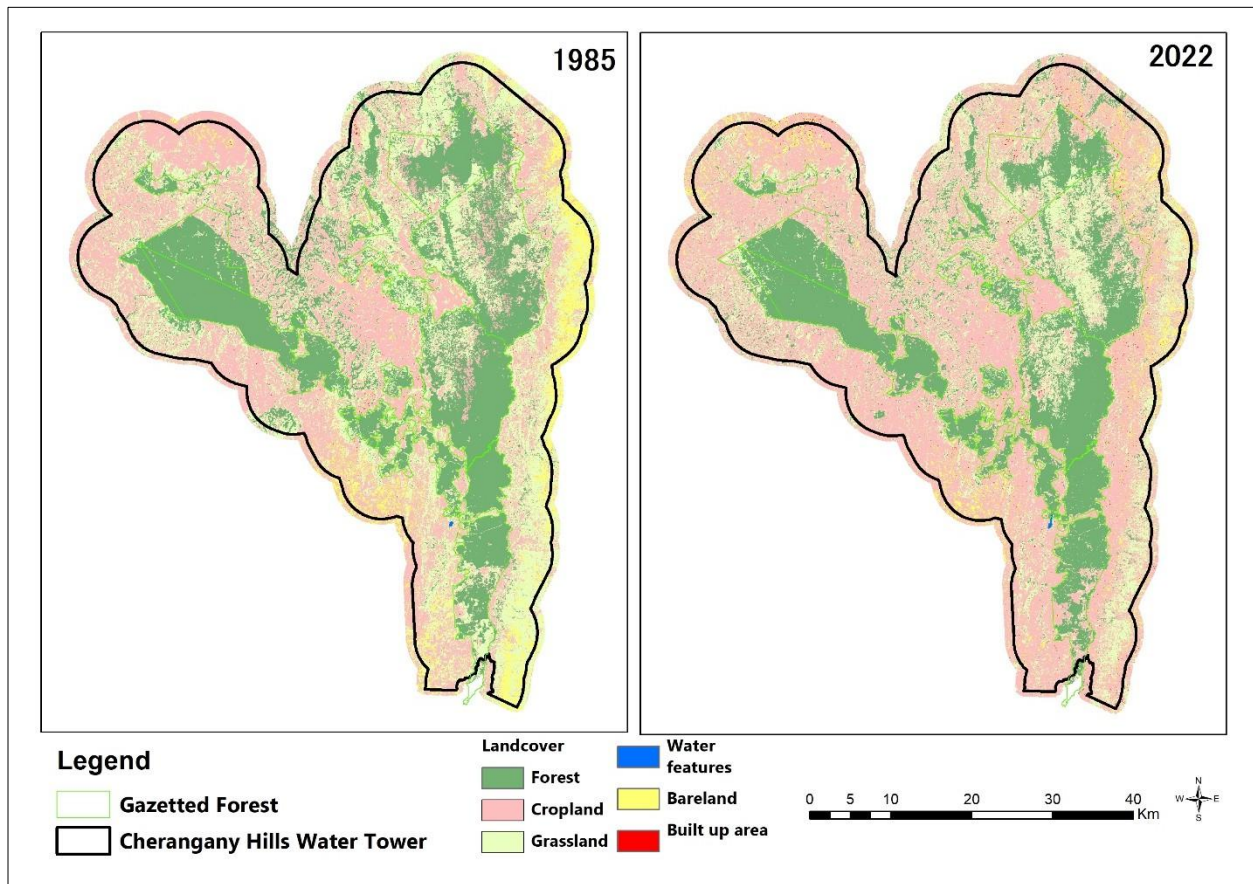 1985
2022
Legend
Gazetted Forest
Cherangany Hills Water Tower
Landcover
Forest
Cropland
Grassland
Water
features
Bareland
Built up area
0 5 10 20 30 40
Km
N
W E
S